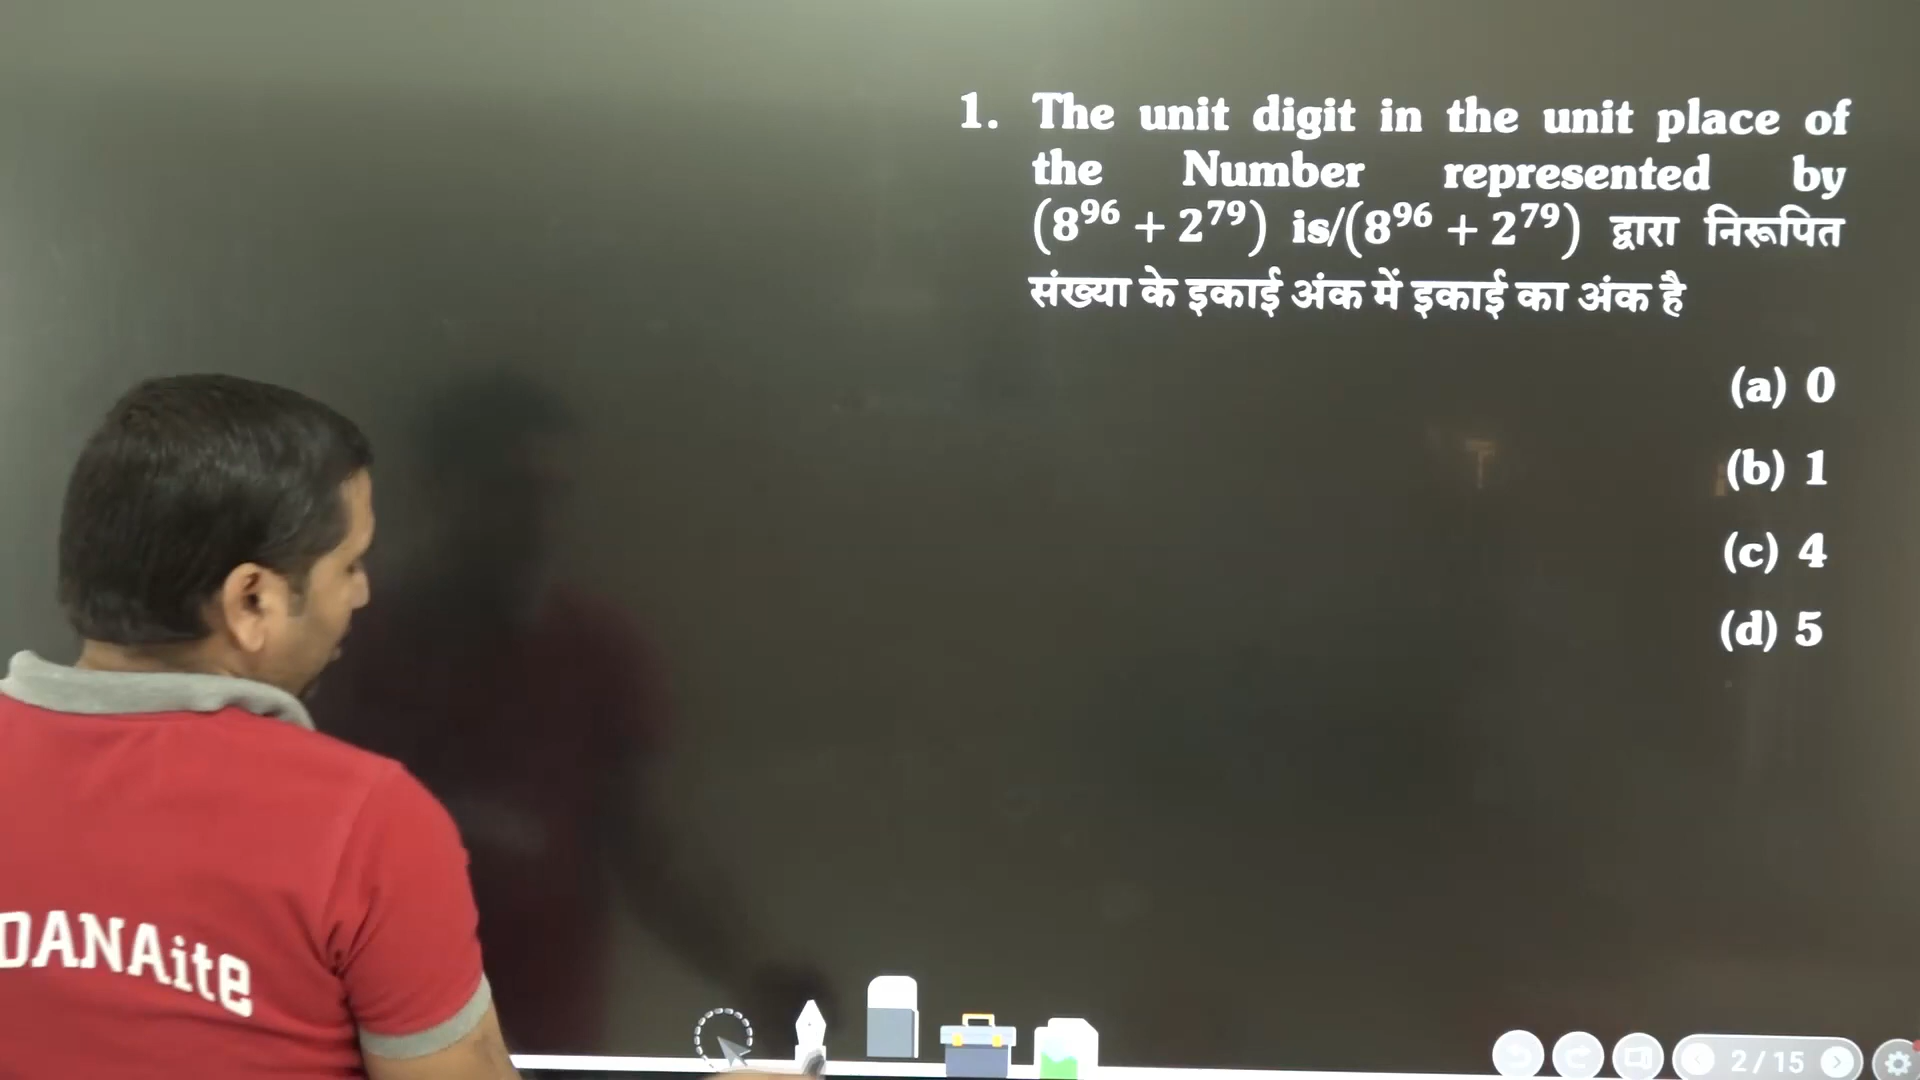 1. The unit digit in the unit place of
the Number represented by
(8⁹⁶ + 2⁷⁹) is/(8⁹⁶ + 2⁷⁹) द्वारा निरूपित
संख्या के इकाई अंक में इकाई का अंक है
(a) 0
(b) 1
(c) 4
(d) 5
DANAite
2 / 15